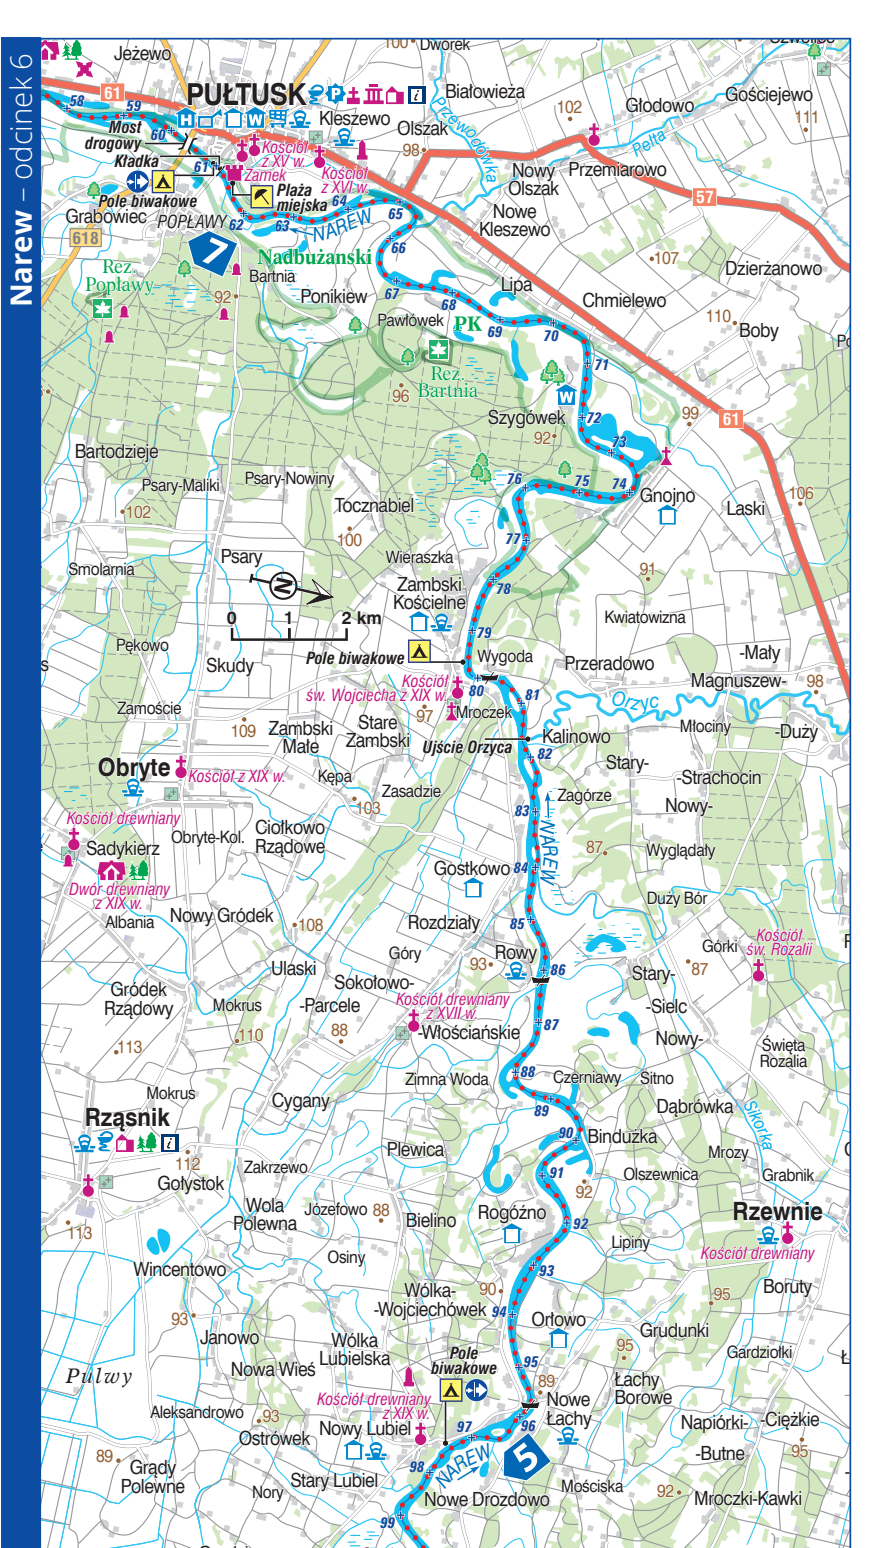 Narew – odcinek 6
100
Dworek
Jeżewo
61
58
59
60
PUŁTUSK
P
i
H
W
Białowieża
Gościejewo
Głodowo
102
111
Kleszewo
Olszak
98
Przewodówka
Pełta
Most
drogowy
Kładka
61
Kościół
z XV w.
Zamek
Kościół
z XVI w.
Przemiarowo
Nowy
Olszak
57
Pole biwakowe
Plaża
miejska
64
65
Grabowiec
POPŁAWY
62
63
NAREW
Nowe
Kleszewo
618
7
66
Nadbużański
107
Dzierżanowo
Rez.
Popławy
Bartnia
92
Ponikiew
67
68
Lipa
Chmielewo
110
Boby
Pawłówek
PK
69
70
Rez.
Bartnia
71
96
W
Szygówek
72
99
61
92
73
Bartodzieje
Psary-Maliki
Psary-Nowiny
76
75
74
Gnojno
106
Laski
102
Tocznabiel
100
77
Psary
Wieraszka
Smolarnia
N
Zambski
Kościelne
78
91
0
1
2 km
Kwiatowizna
79
Pękowo
Pole biwakowe
Wygoda
Skudy
Przeradowo
-Mały
Magnuszew-
98
Kościół
św. Wojciecha z XIX w.
80
81
Orzyc
Zamoście
97
Mroczek
109
Zambski
Małe
Stare
Zambski
Kalinowo
Młociny
-Duży
Ujście Orzyca
82
Stary-
Obryte
Kościół z XIX w.
Kępa
-Strachocin
Zasadzie
Zagórze
Nowy-
103
Kościół drewniany
83
NAREW
Obryte-Kol.
Ciołkowo
Rządowe
Sadykierz
87
Wyglądały
Gostkowo
84
Dwór drewniany
z XIX w.
Duży Bór
Albania
Nowy Gródek
108
Rozdziały
85
Kościół
św. Rozalii
Góry
Rowy
Górki
93
87
Ulaski
86
Stary-
Gródek
Rządowy
Sokołowo-
Mokrus
-Parcele
Kościół drewniany
z XVII w.
-Sielc
88
-Włościańskie
87
110
Nowy-
113
Święta
Rozalia
Zimna Woda
88
Czerniawy
Sitno
Mokrus
Cygany
89
Dąbrówka
Rząśnik
i
90
Bindużka
Sikorka
Plewica
Mrozy
112
Zakrzewo
91
Olszewnica
Grabnik
Gołystok
92
Wola
Polewna
Józefowo
88
Rogóźno
Rzewnie
113
Bielino
92
Osiny
Lipiny
Kościół drewniany
Wincentowo
93
Boruty
Wólka-
-Wojciechówek
90
94
95
93
Orłowo
Janowo
Grudunki
Wólka
Lubielska
95
Gardziołki
Pole
biwakowe
95
Pulwy
Nowa Wieś
89
Łachy
Borowe
Kościół drewniany
z XIX w.
Nowe
Łachy
Aleksandrowo
93
96
Napiórki-
-Ciężkie
Nowy Lubiel
97
Ostrówek
5
-Butne
95
89
98
NAREW
Grądy
Polewne
Stary Lubiel
Mościska
Nory
Nowe Drozdowo
92
Mroczki-Kawki
99